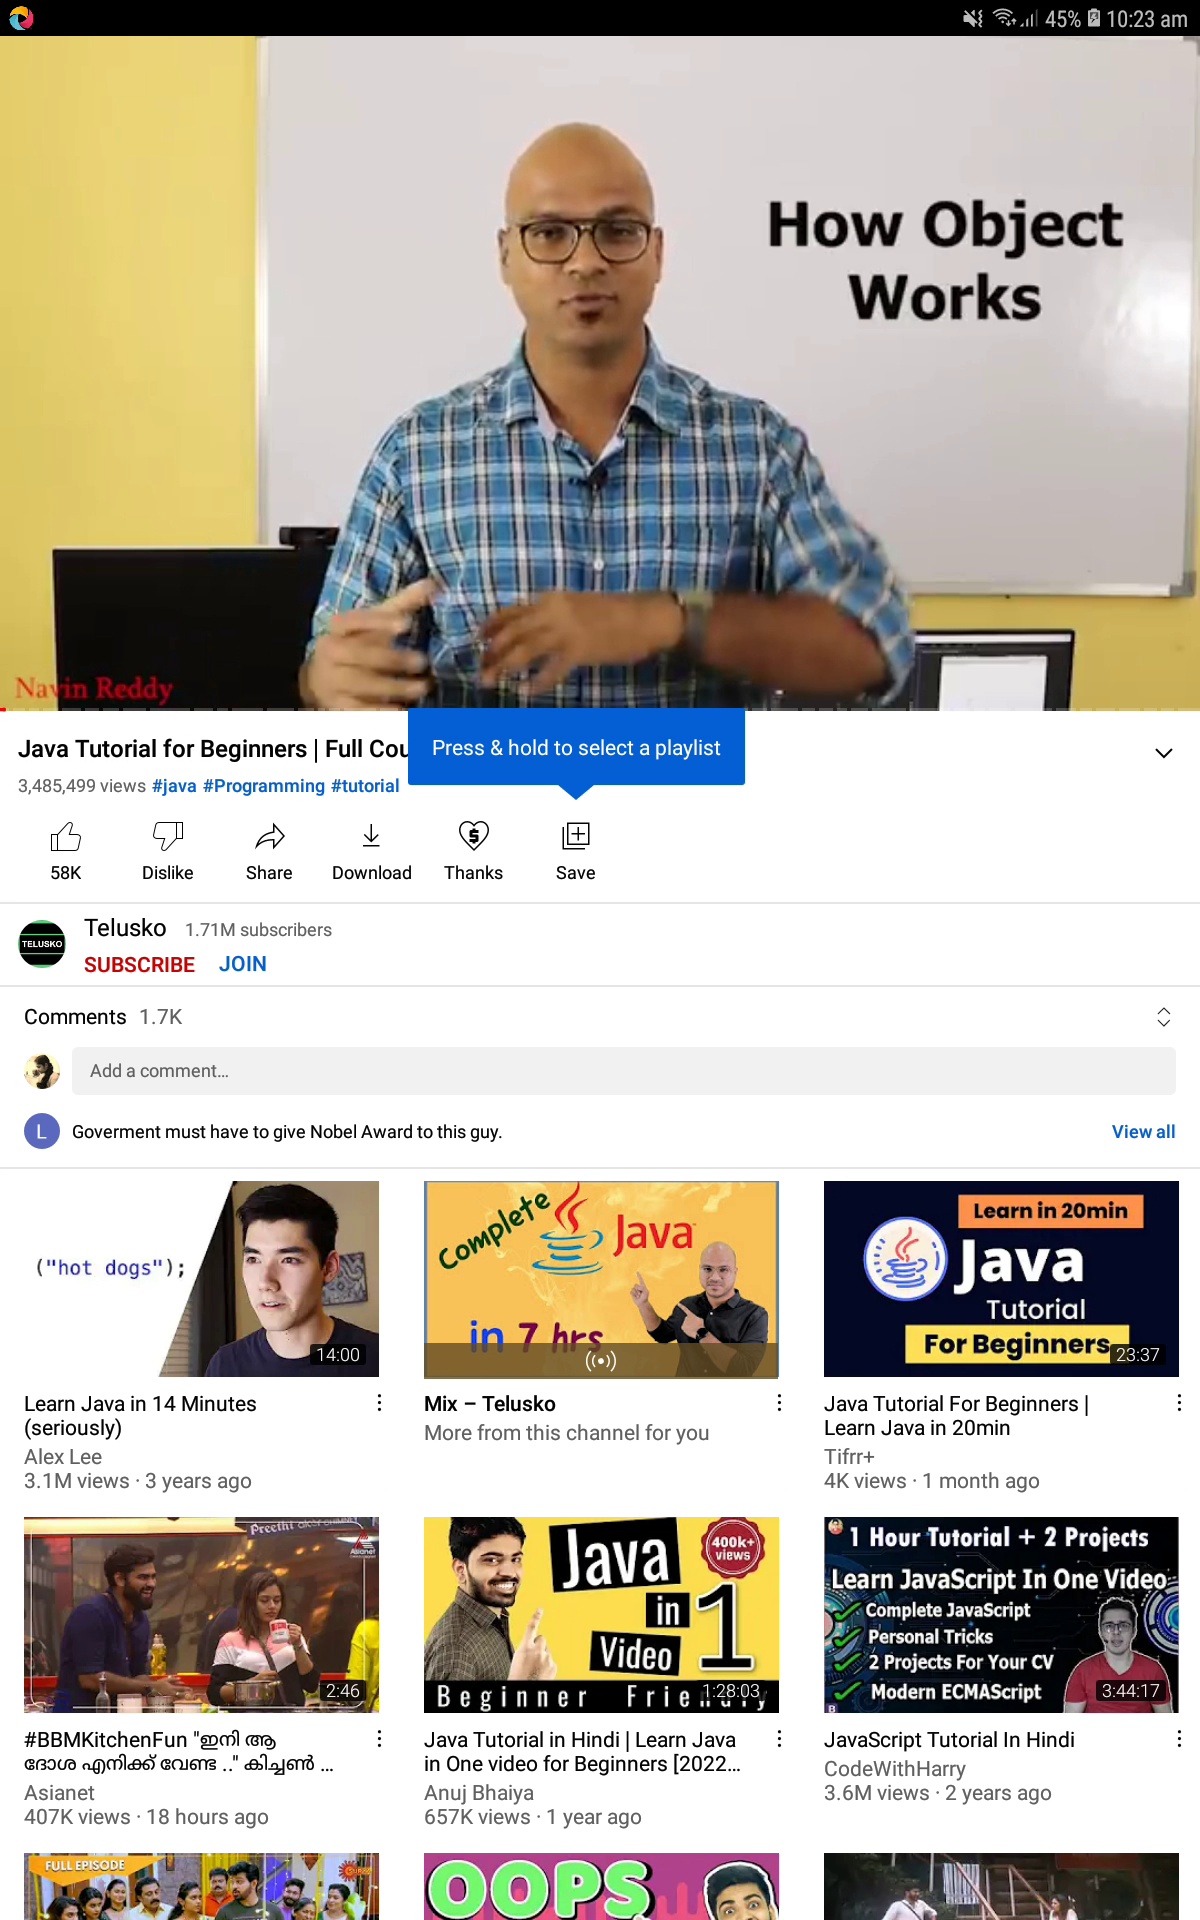 45% 10:23 am
How Object
Works
Navin Reddy
Java Tutorial for Beginners | Full Cou
Press & hold to select a playlist
3,485,499 views #java #Programming #tutorial
58K Dislike Share Download Thanks Save
TELUSKO
Telusko 1.71M subscribers
SUBSCRIBE JOIN
Comments 1.7K
Add a comment...
L Goverment must have to give Nobel Award to this guy. View all
("hot dogs");
14:00
Complete Java
in 7 hrs
Learn in 20min
Java
Tutorial
For Beginners
23:37
Learn Java in 14 Minutes
(seriously)
Alex Lee
3.1M views · 3 years ago
Mix – Telusko
More from this channel for you
Java Tutorial For Beginners |
Learn Java in 20min
Tifrr+
4K views · 1 month ago
Preethi
Asianet
2:46
Java
in 1
Video
400k+
views
Beginner
1:28:03
1 Hour Tutorial + 2 Projects
Learn JavaScript In One Video
Complete JavaScript
Personal Tricks
2 Projects For Your CV
Modern ECMAScript
3:44:17
#BBMKitchenFun "ഇനി ആ
ദോശ എനിക്ക് വേണ്ട .." കിച്ചൺ ...
Asianet
407K views · 18 hours ago
Java Tutorial in Hindi | Learn Java
in One video for Beginners [2022...
Anuj Bhaiya
657K views · 1 year ago
JavaScript Tutorial In Hindi
CodeWithHarry
3.6M views · 2 years ago
FULL EPISODE
OOPS